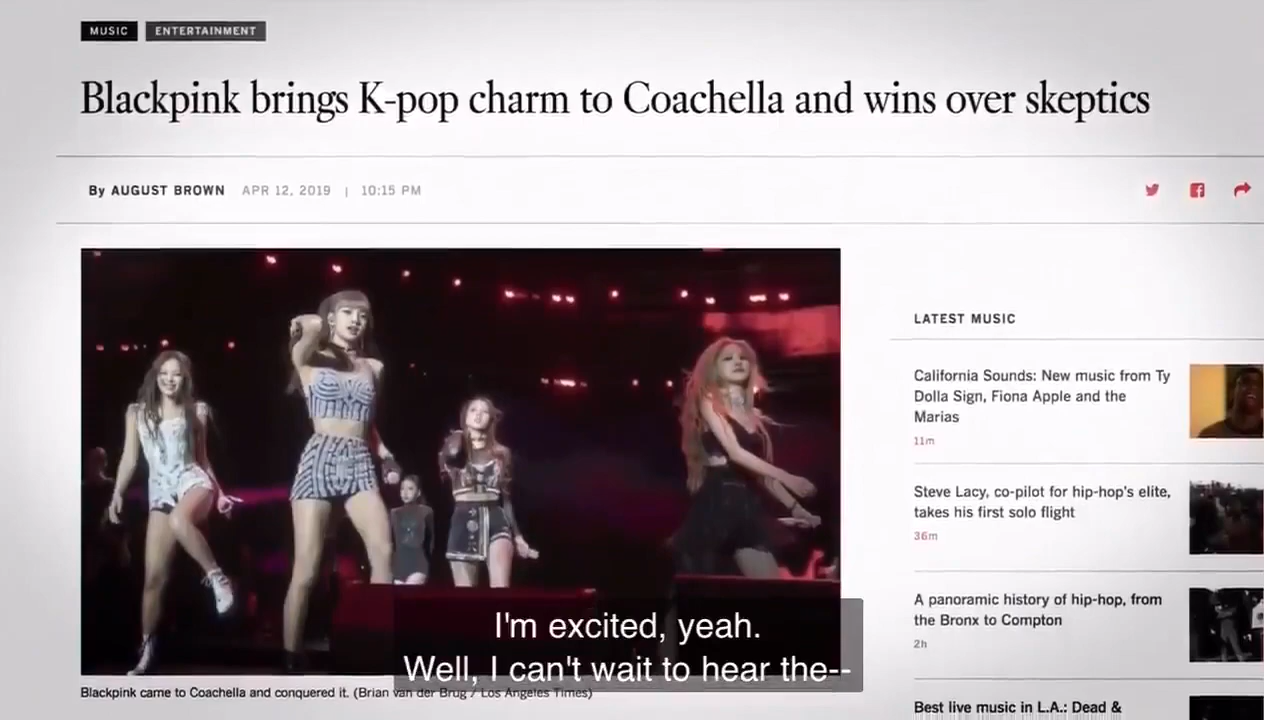 MUSIC
ENTERTAINMENT
Blackpink brings K-pop charm to Coachella and wins over skeptics
By AUGUST BROWN APR 12, 2019 | 10:15 PM
LATEST MUSIC
California Sounds: New music from Ty
Dolla Sign, Fiona Apple and the
Marias
11m
Steve Lacy, co-pilot for hip-hop's elite,
takes his first solo flight
36m
A panoramic history of hip-hop, from
the Bronx to Compton
2h
Best live music in L.A.: Dead &
I'm excited, yeah.
Well, I can't wait to hear the--
Blackpink came to Coachella and conquered it. (Brian van der Brug / Los Angeles Times)